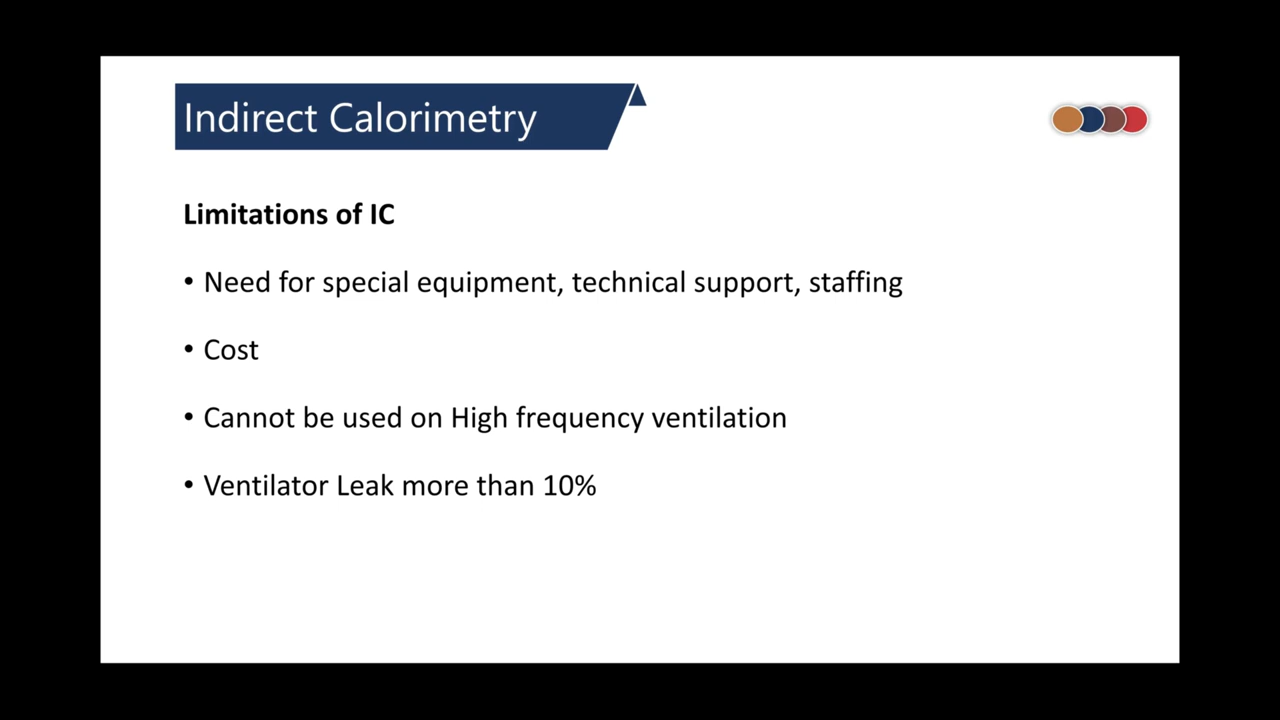 Indirect Calorimetry
Limitations of IC
• Need for special equipment, technical support, staffing
• Cost
• Cannot be used on High frequency ventilation
• Ventilator Leak more than 10%